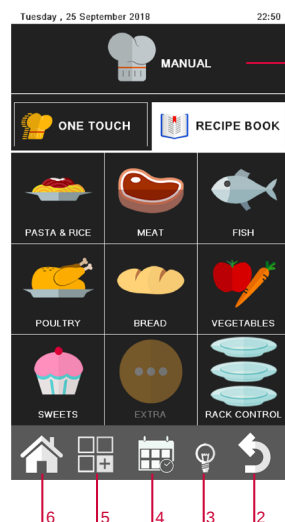 Tuesday , 25 September 2018 22:50
MANUAL
ONE TOUCH RECIPE BOOK
PASTA & RICE MEAT FISH
POULTRY BREAD VEGETABLES
SWEETS EXTRA RACK CONTROL
6 5 4 3 2